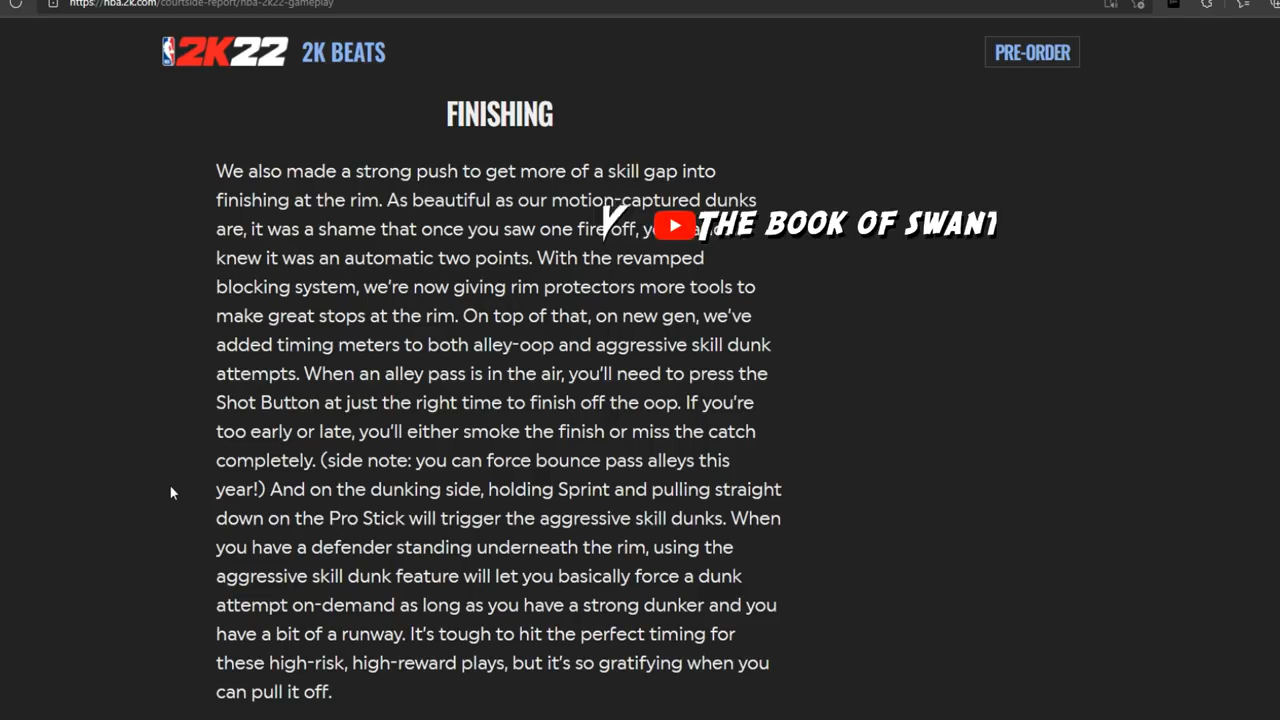 https://nba.2k.com/courtside-report/nba-2k22-gameplay
2K22 2K BEATS
PRE-ORDER
FINISHING
We also made a strong push to get more of a skill gap into
finishing at the rim. As beautiful as our motion-captured dunks
are, it was a shame that once you saw one fire off,
THE BOOK OF SWAN1
knew it was an automatic two points. With the revamped
blocking system, we're now giving rim protectors more tools to
make great stops at the rim. On top of that, on new gen, we've
added timing meters to both alley-oop and aggressive skill dunk
attempts. When an alley pass is in the air, you'll need to press the
Shot Button at just the right time to finish off the oop. If you're
too early or late, you'll either smoke the finish or miss the catch
completely. (side note: you can force bounce pass alleys this
year!) And on the dunking side, holding Sprint and pulling straight
down on the Pro Stick will trigger the aggressive skill dunks. When
you have a defender standing underneath the rim, using the
aggressive skill dunk feature will let you basically force a dunk
attempt on-demand as long as you have a strong dunker and you
have a bit of a runway. It's tough to hit the perfect timing for
these high-risk, high-reward plays, but it's so gratifying when you
can pull it off.